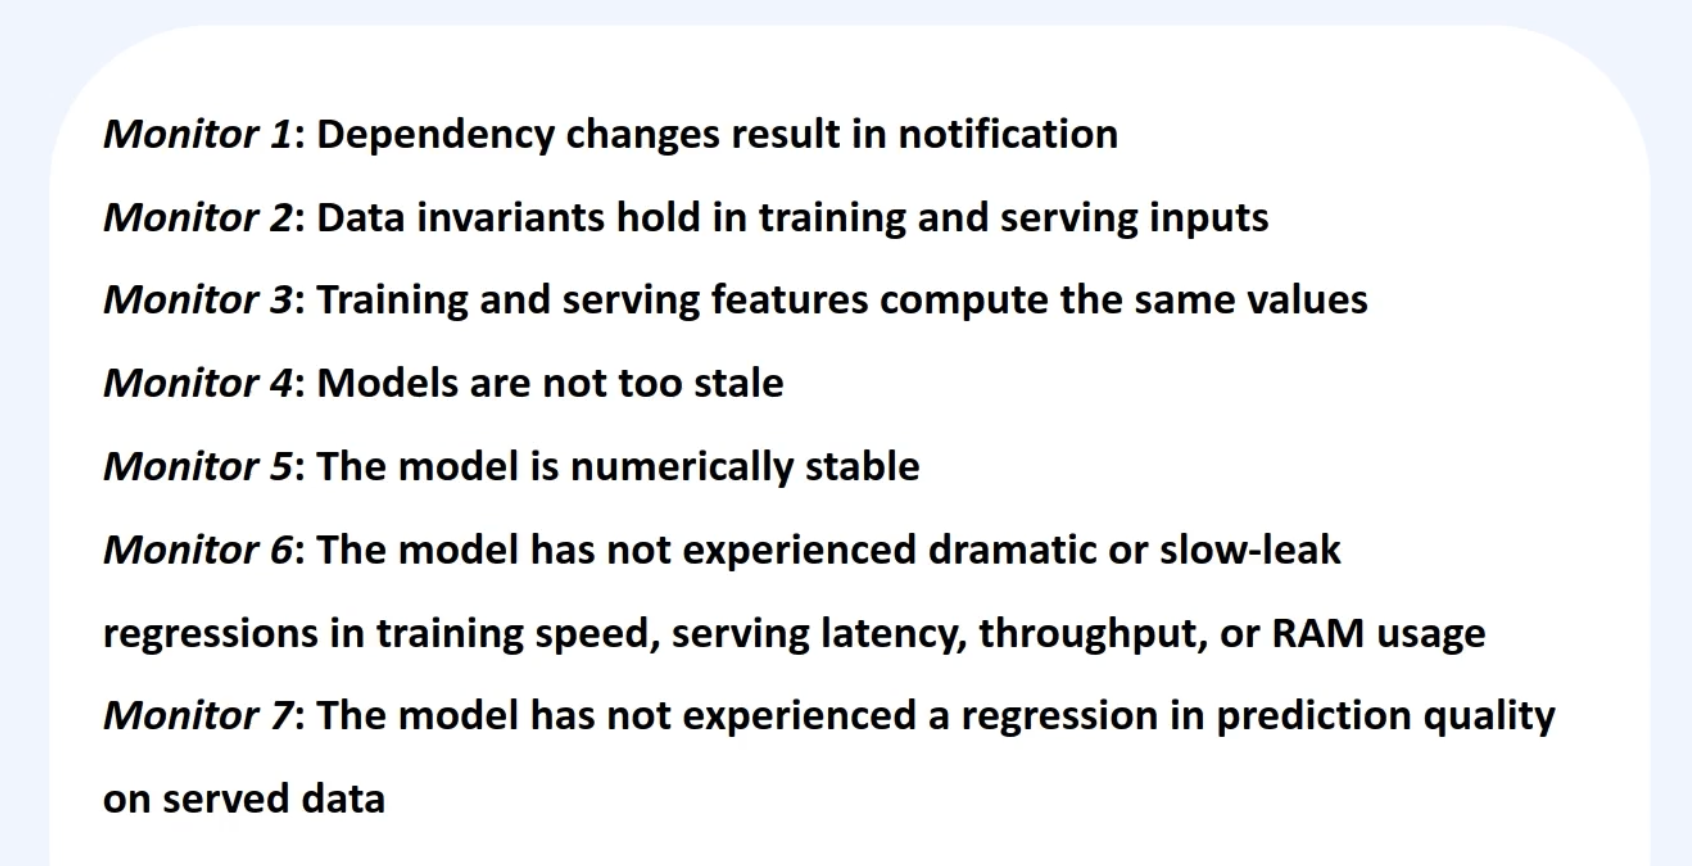 Monitor 1: Dependency changes result in notification
Monitor 2: Data invariants hold in training and serving inputs
Monitor 3: Training and serving features compute the same values
Monitor 4: Models are not too stale
Monitor 5: The model is numerically stable
Monitor 6: The model has not experienced dramatic or slow-leak
regressions in training speed, serving latency, throughput, or RAM usage
Monitor 7: The model has not experienced a regression in prediction quality
on served data